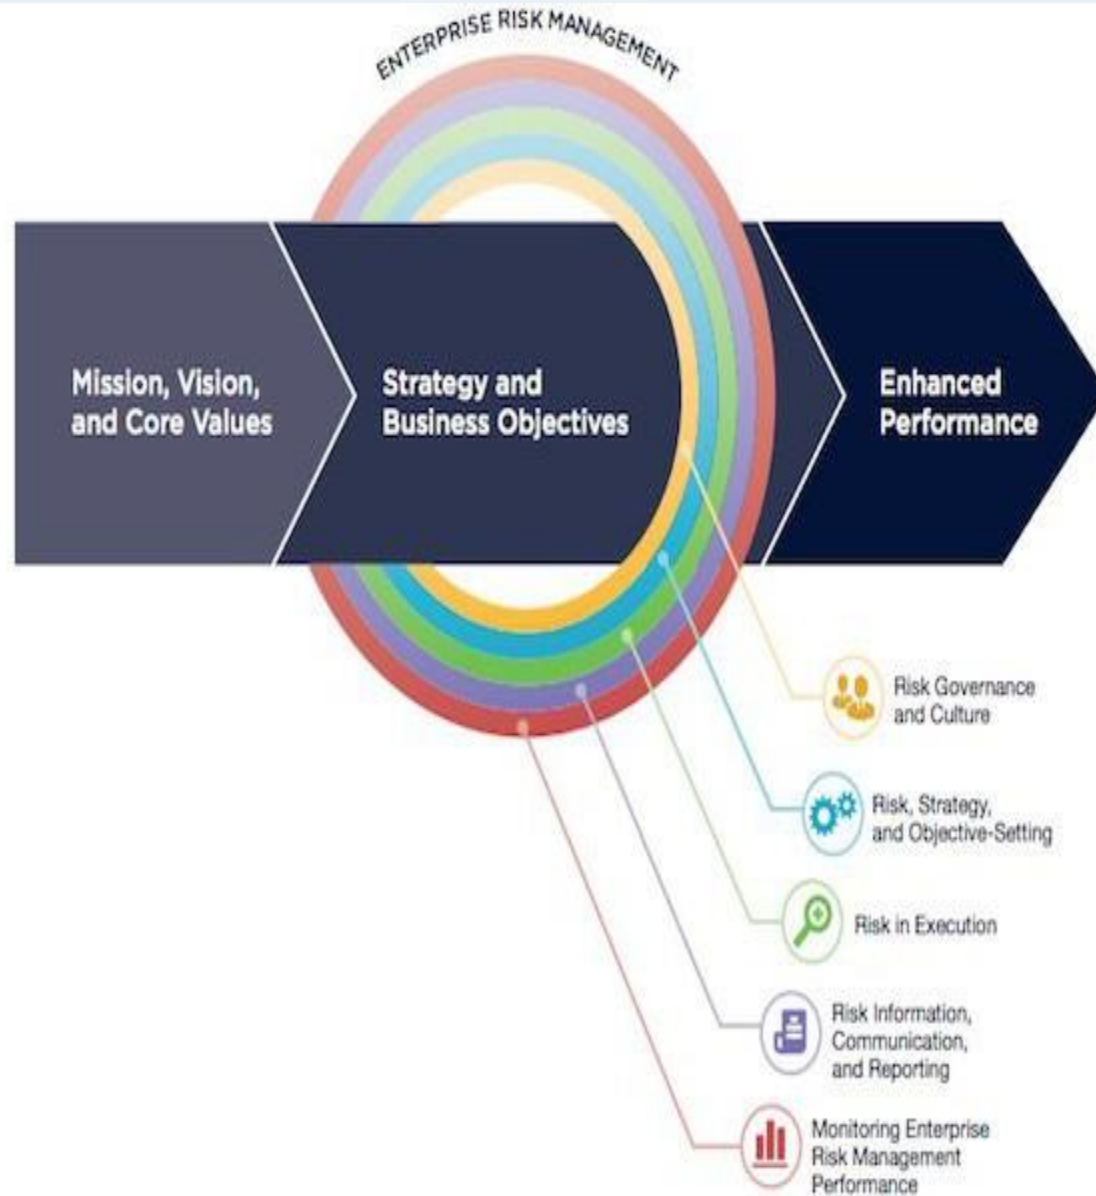 ENTERPRISE RISK MANAGEMENT
Mission, Vision,
and Core Values
Strategy and
Business Objectives
Enhanced
Performance
Risk Governance
and Culture
Risk, Strategy,
and Objective-Setting
Risk in Execution
Risk Information,
Communication,
and Reporting
Monitoring Enterprise
Risk Management
Performance